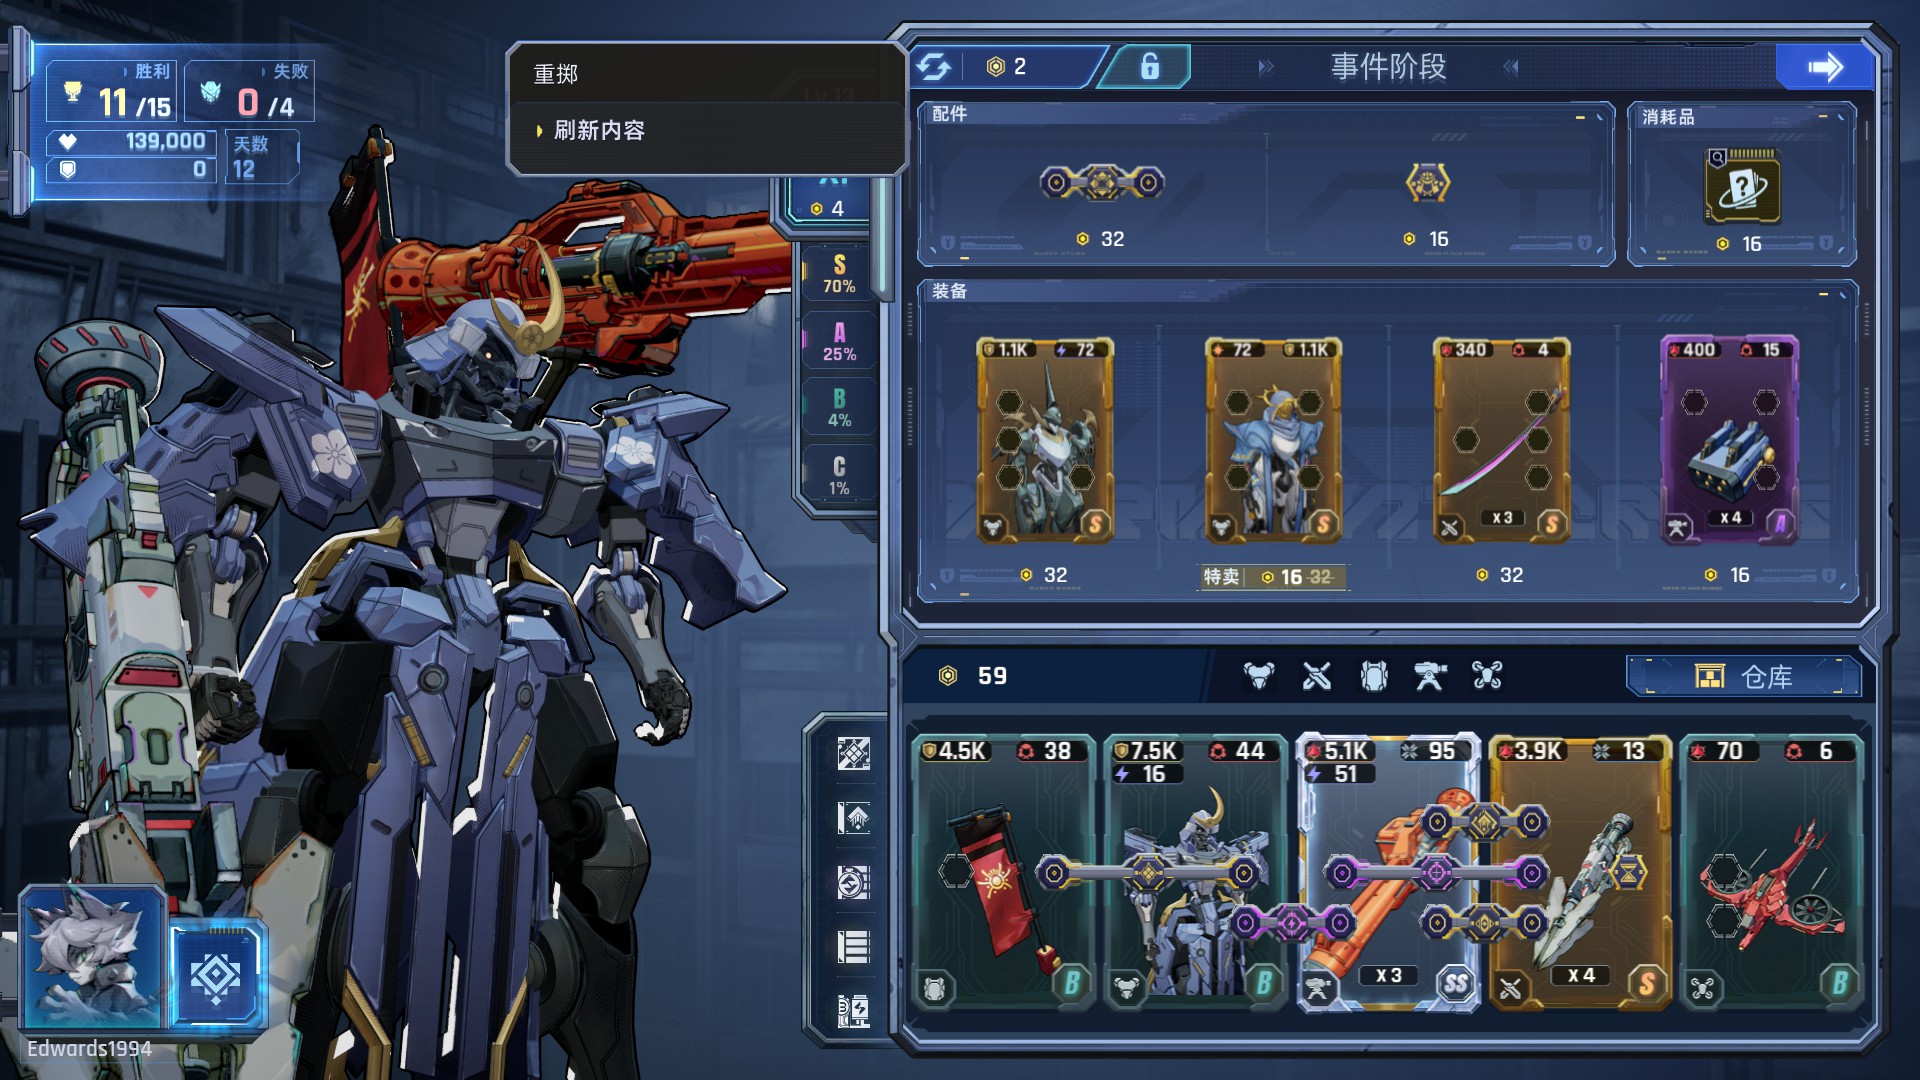 胜利
11/15
失败
0/4
139,000
0
天数
12
重掷
刷新内容
4
S
70%
A
25%
B
4%
C
1%
2
事件阶段
配件
32
16
消耗品
16
装备
1.1K 72
72 1.1K
340 4
400 15
S
S
x3 S
x4 A
32
特卖 16 32
32
16
59
仓库
4.5K 38
7.5K 44
16
5.1K 95
51
3.9K 13
70 6
B
B
x3 SS
x4 S
B
Edwards1994